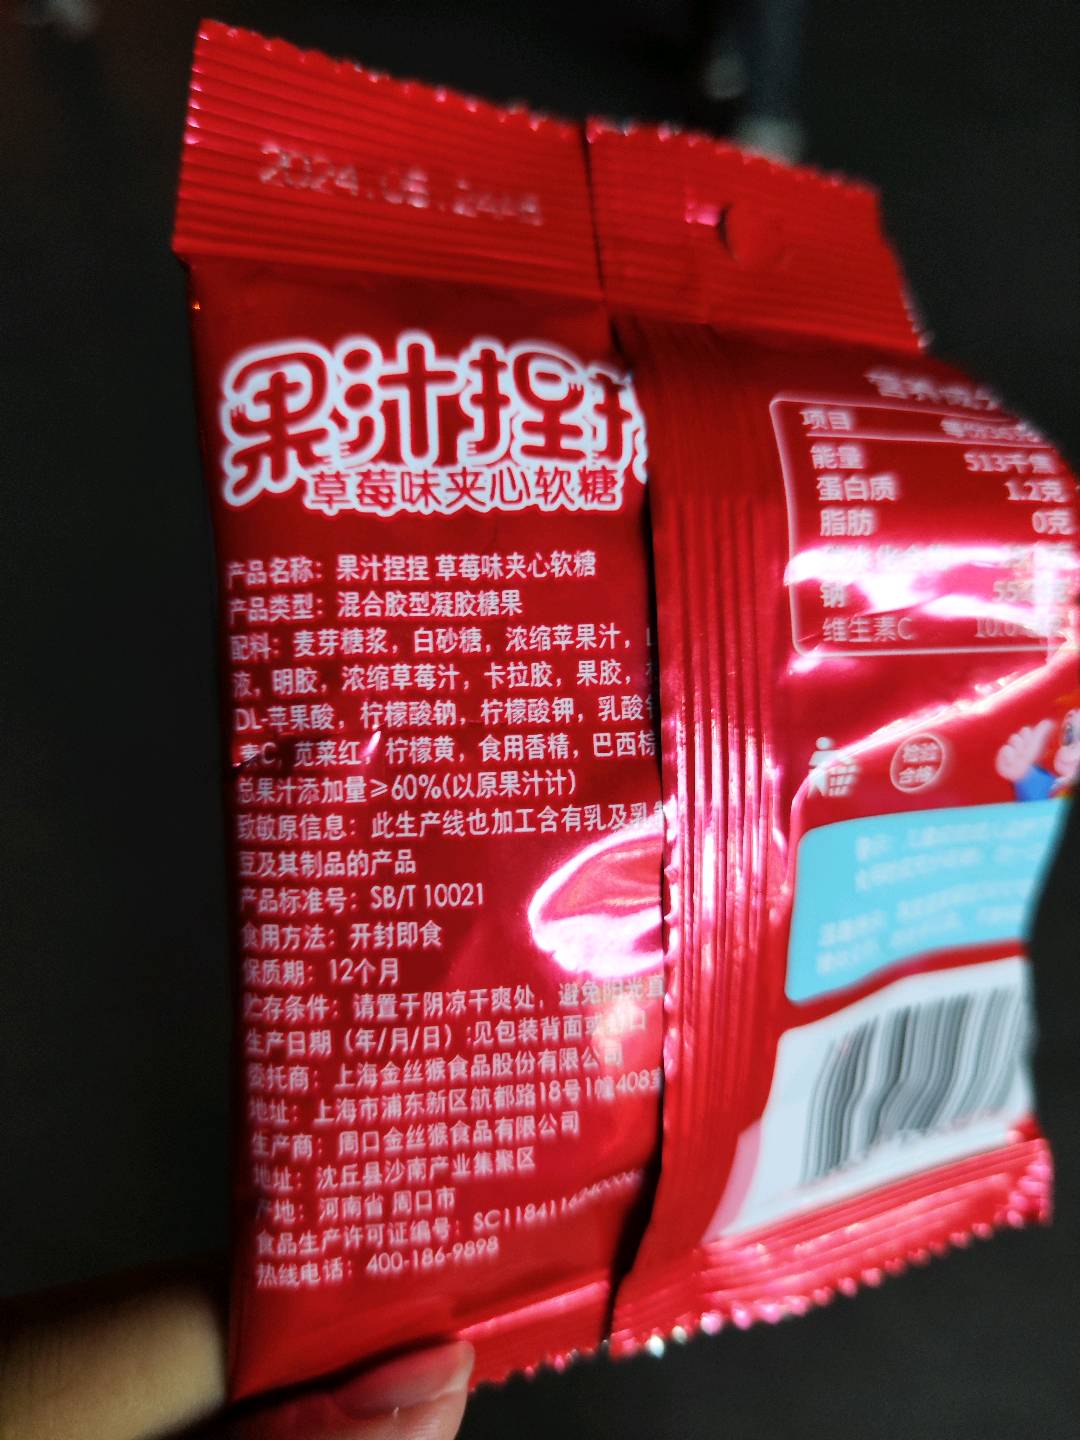 果汁捏
草莓味夹心软糖
产品名称：果汁捏捏 草莓味夹心软糖
产品类型：混合胶型凝胶糖果
配料：麦芽糖浆，白砂糖，浓缩苹果汁，
液，明胶，浓缩草莓汁，卡拉胶，果胶，
DL-苹果酸，柠檬酸钠，柠檬酸钾，乳酸
素C，苋菜红，柠檬黄，食用香精，巴西棕
总果汁添加量≥60%(以原果汁计)
致敏原信息：此生产线也加工含有乳及乳
豆及其制品的产品
产品标准号：SB/T 10021
食用方法：开封即食
保质期：12个月
贮存条件：请置于阴凉干爽处，避免阳光直
生产日期（年/月/日）:见包装背面或封口
委托商：上海金丝猴食品股份有限公司
地址：上海市浦东新区航都路18号1幢408室
生产商：周口金丝猴食品有限公司
地址：沈丘县沙南产业集聚区
产地：河南省 周口市
食品生产许可证编号：
热线电话：400-186-9898
营养成分
项目
能量 513千焦
蛋白质 1.2克
脂肪 0克
钠
维生素C
检验
合格